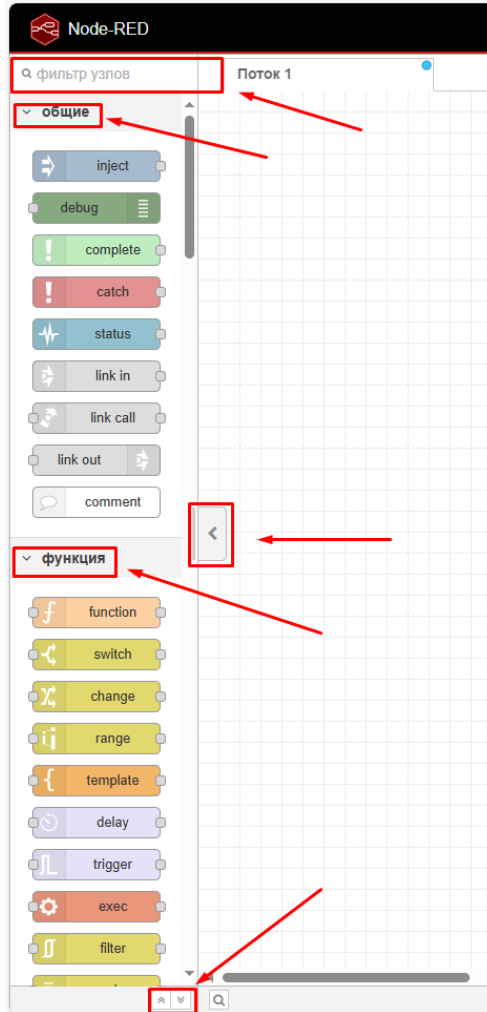 Node-RED
фильтр узлов
Поток 1
общие
inject
debug
complete
catch
status
link in
link call
link out
comment
функция
function
switch
change
range
template
delay
trigger
exec
filter